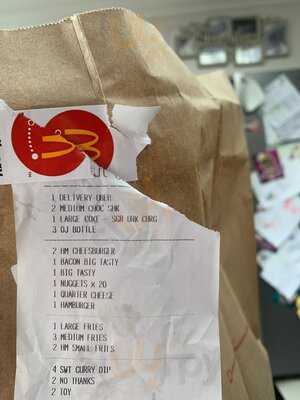 1 DELIVERY UBER
2 MEDIUM CHOC SHK
1 LARGE COKE - SGR DRK CHRG
3 OJ BOTTLE
2 HM CHEESBURGER
1 BACON BIG TASTY
1 BIG TASTY
1 NUGGETS x 20
1 QUARTER CHEESE
1 HAMBURGER
1 LARGE FRIES
3 MEDIUM FRIES
2 HM SMALL FRIES
4 SWT CURRY DIP
2 NO THANKS
2 TOY